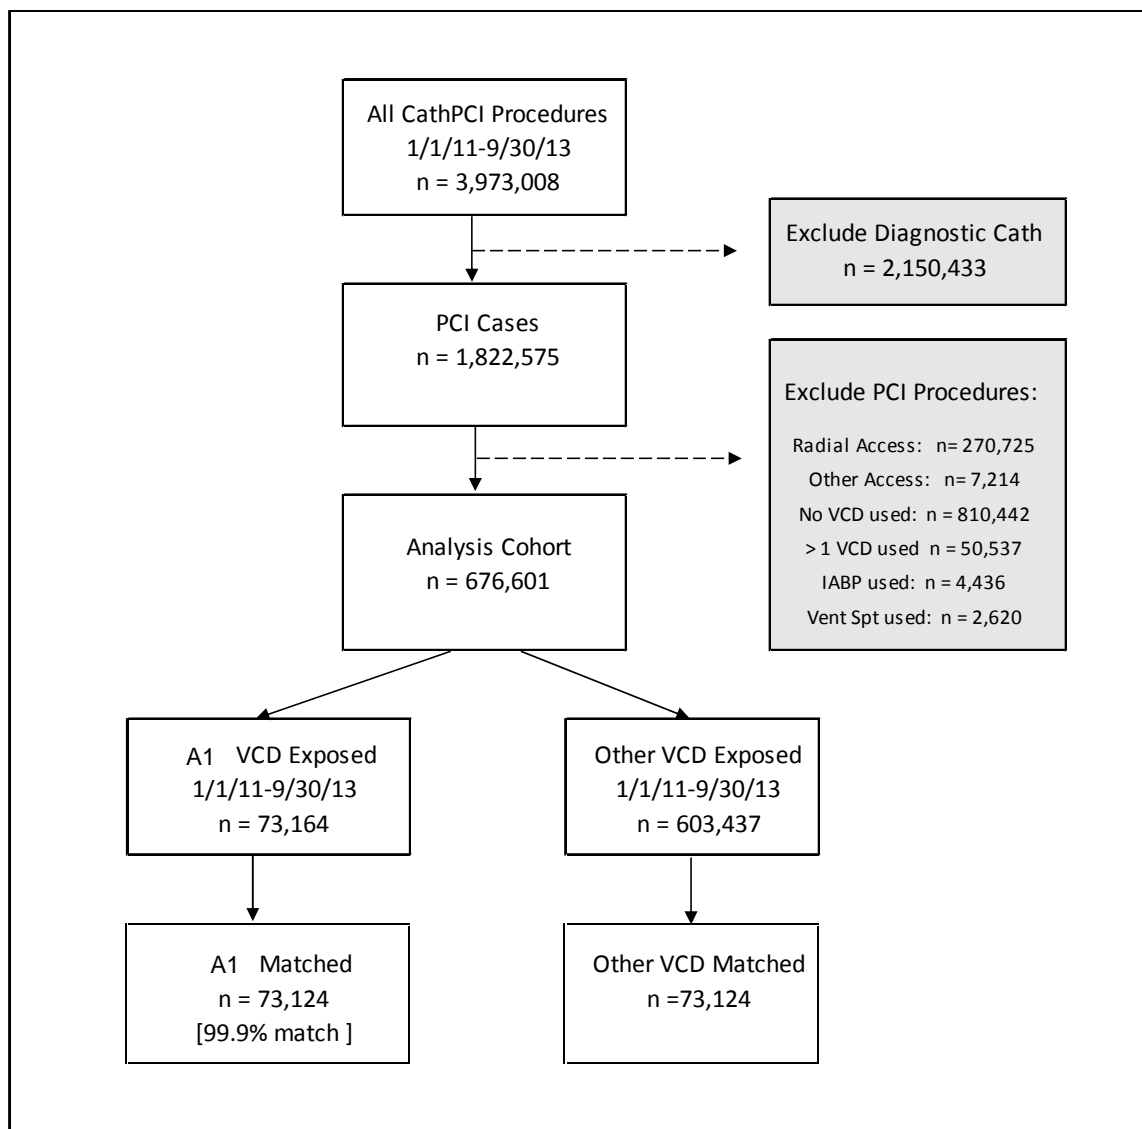 All CathPCI Procedures
1/1/11-9/30/13
n = 3,973,008
Exclude Diagnostic Cath
n = 2,150,433
PCI Cases
n = 1,822,575
Exclude PCI Procedures:
Radial Access: n= 270,725
Other Access: n= 7,214
No VCD used: n = 810,442
> 1 VCD used n = 50,537
IABP used: n = 4,436
Vent Spt used: n = 2,620
Analysis Cohort
n = 676,601
A1 VCD Exposed
1/1/11-9/30/13
n = 73,164
Other VCD Exposed
1/1/11-9/30/13
n = 603,437
A1 Matched
n = 73,124
[99.9% match ]
Other VCD Matched
n =73,124